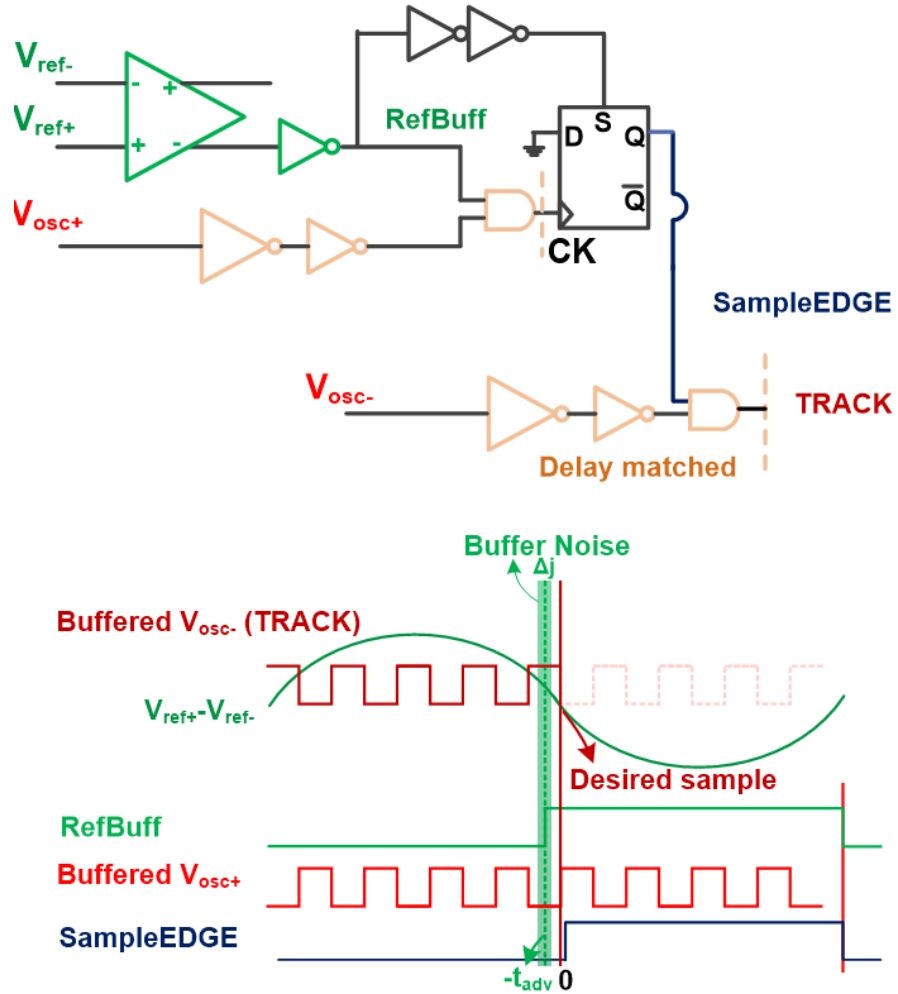 Vref-
Vref+
- +
+ -
RefBuff
D S Q
Q̅
Vosc+
CK
SampleEDGE
Vosc-
TRACK
Delay matched
Buffer Noise
Δj
Buffered Vosc- (TRACK)
Vref+-Vref-
Desired sample
RefBuff
Buffered Vosc+
SampleEDGE
-tadv 0